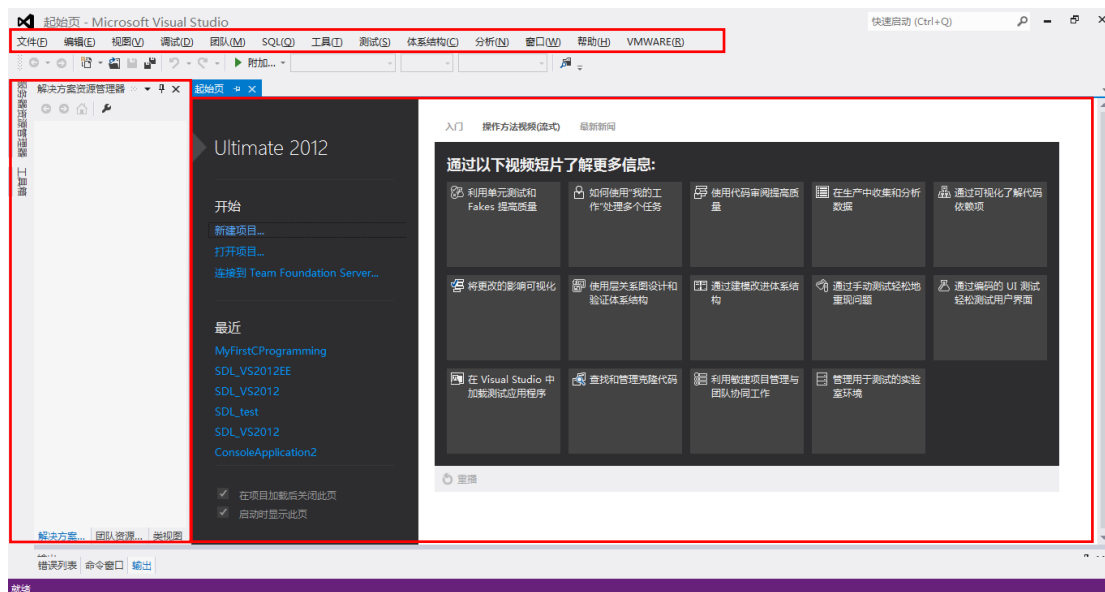 起始页 - Microsoft Visual Studio
快速启动 (Ctrl+Q)
文件(F) 编辑(E) 视图(V) 调试(D) 团队(M) SQL(Q) 工具(T) 测试(S) 体系结构(C) 分析(N) 窗口(W) 帮助(H) VMWARE(R)
附加...
服务器资源管理器
工具箱
解决方案资源管理器
起始页
Ultimate 2012
开始
新建项目...
打开项目...
连接到 Team Foundation Server...
最近
MyFirstCProgramming
SDL_VS2012EE
SDL_VS2012
SDL_test
SDL_VS2012
ConsoleApplication2
在项目加载后关闭此页
启动时显示此页
入门 操作方法视频(流式) 最新新闻
通过以下视频短片了解更多信息:
利用单元测试和
Fakes 提高质量
如何使用“我的工
作”处理多个任务
使用代码审阅提高质
量
在生产中收集和分析
数据
通过可视化了解代码
依赖项
将更改的影响可视化
使用层关系图设计和
验证体系结构
通过建模改进体系结
构
通过手动测试轻松地
重现问题
通过编码的 UI 测试
轻松测试用户界面
在 Visual Studio 中
加载测试应用程序
查找和管理克隆代码
利用敏捷项目管理与
团队协同工作
管理用于测试的实验
室环境
重播
解决方案... 团队资源... 类视图
错误列表 命令窗口 输出
就绪